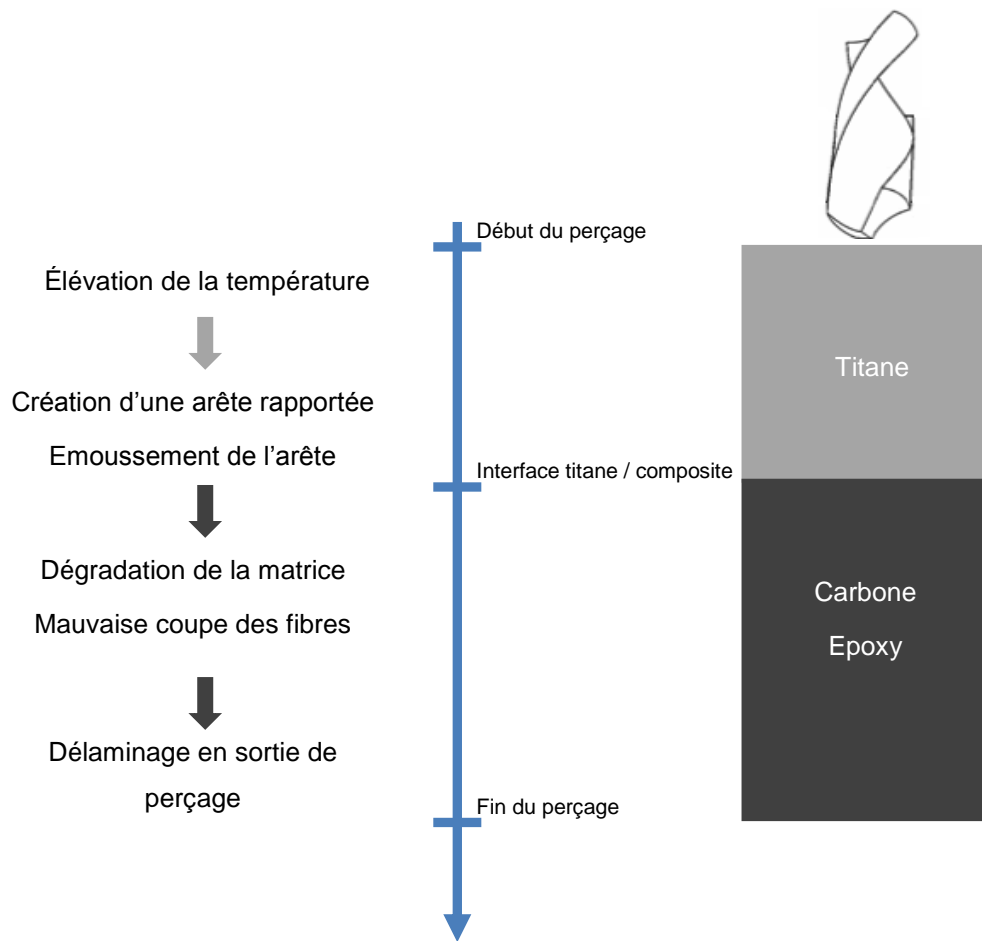 Début du perçage
Élévation de la température
Titane
Création d'une arête rapportée
Emoussement de l'arête
Interface titane / composite
Dégradation de la matrice
Mauvaise coupe des fibres
Carbone
Epoxy
Délaminage en sortie de
perçage
Fin du perçage